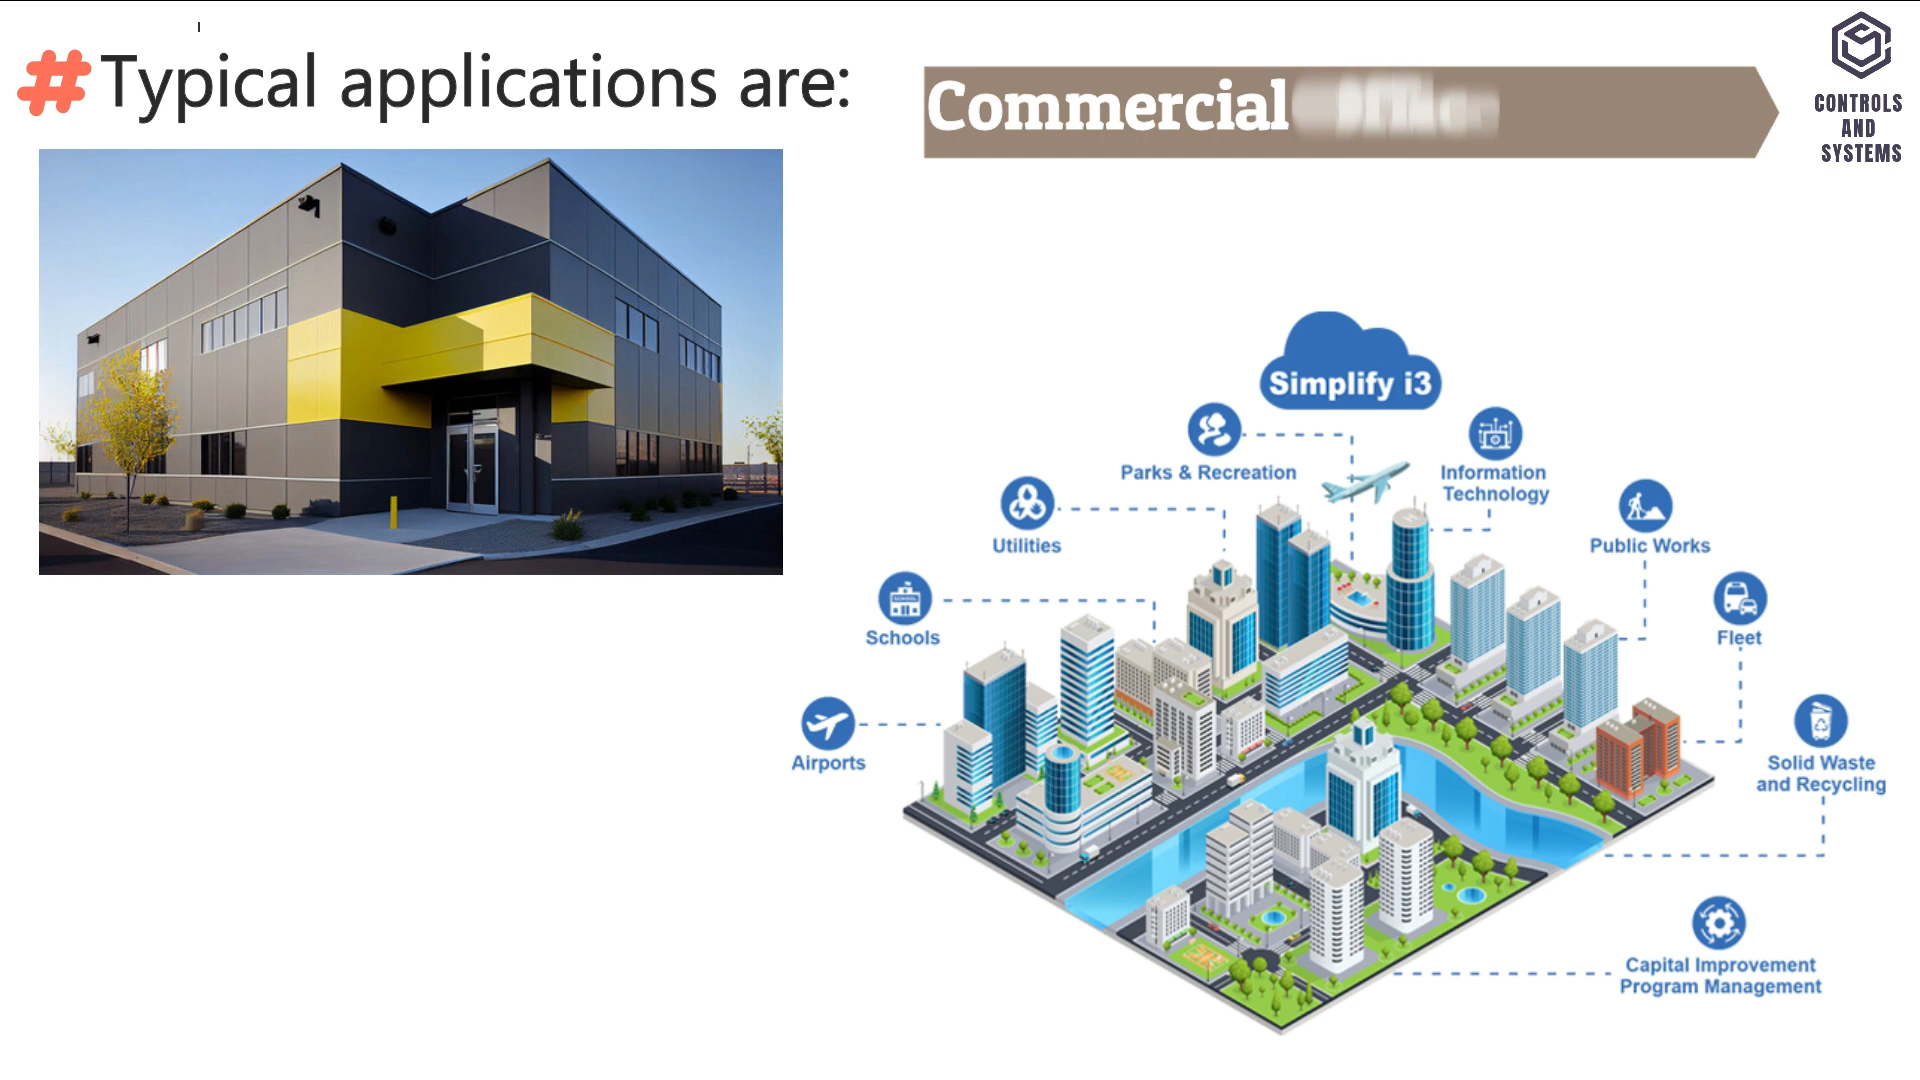 #Typical applications are:
Commercial
CONTROLS
AND
SYSTEMS
Simplify i3
Parks & Recreation
Information
Technology
Utilities
Public Works
Schools
Fleet
Airports
Solid Waste
and Recycling
Capital Improvement
Program Management